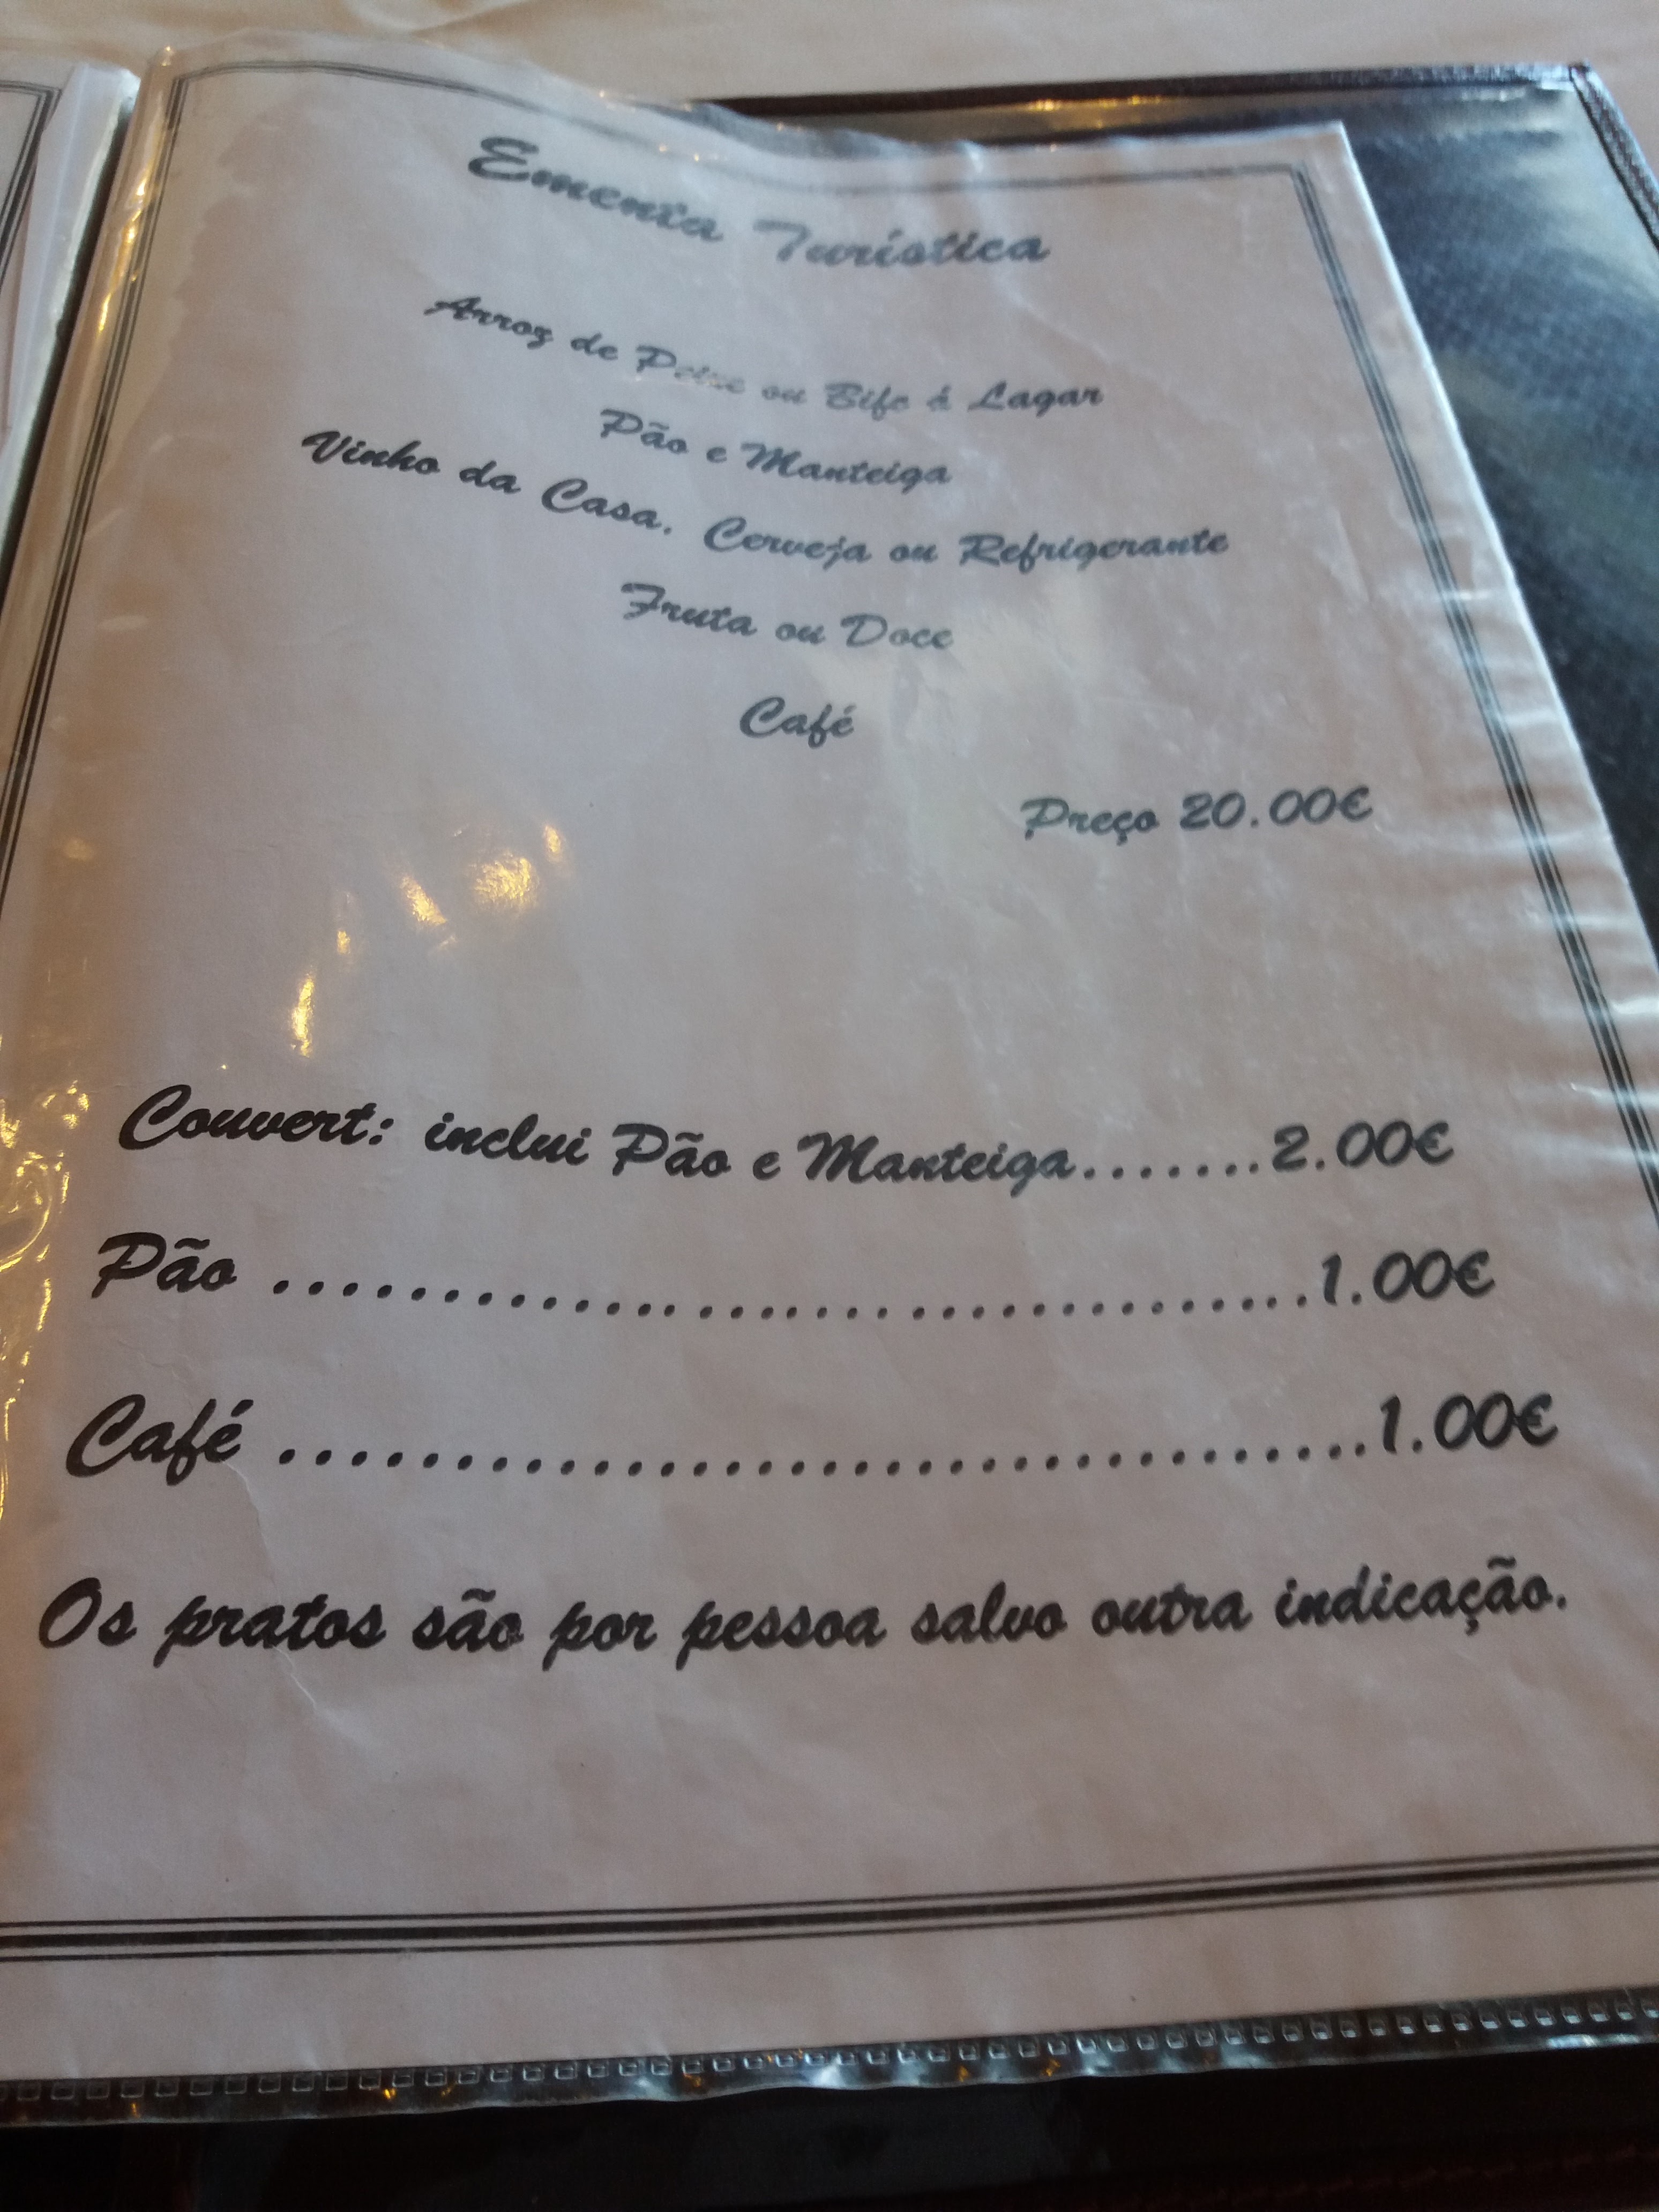 Ementa Turística
Arroz de Peixe ou Bife á Lagar
Pão e Manteiga
Vinho da Casa. Cerveja ou Refrigerante
Fruta ou Doce
Café
Preço 20.00€
Couvert: inclui Pão e Manteiga.......2.00€
Pão ................................1.00€
Café ................................1.00€
Os pratos são por pessoa salvo outra indicação.